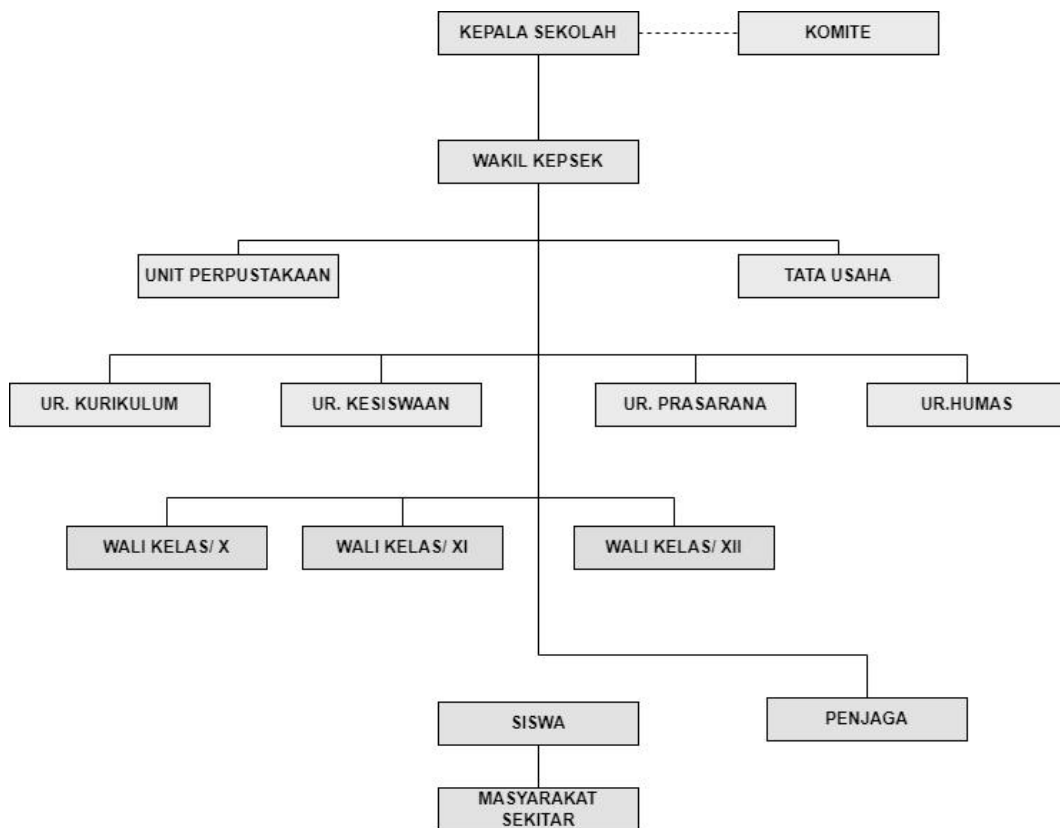 KEPALA SEKOLAH
KOMITE
WAKIL KEPSEK
UNIT PERPUSTAKAAN
TATA USAHA
UR. KURIKULUM
UR. KESISWAAN
UR. PRASARANA
UR.HUMAS
WALI KELAS/ X
WALI KELAS/ XI
WALI KELAS/ XII
SISWA
PENJAGA
MASYARAKAT
SEKITAR